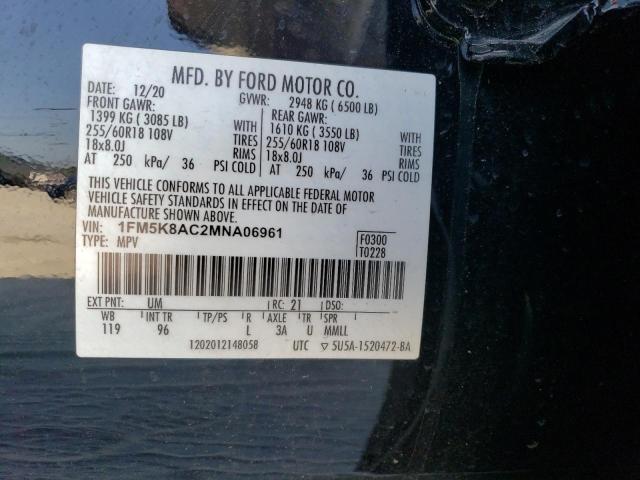 MFD. BY FORD MOTOR CO.
DATE: 12/20 GVWR: 2948 KG ( 6500 LB)
FRONT GAWR: REAR GAWR:
1399 KG ( 3085 LB) WITH 1610 KG ( 3550 LB) WITH
255/60R18 108V TIRES 255/60R18 108V TIRES
18x8.0J RIMS 18x8.0J RIMS
AT 250 kPa/ 36 PSI COLD AT 250 kPa/ 36 PSI COLD
THIS VEHICLE CONFORMS TO ALL APPLICABLE FEDERAL MOTOR
VEHICLE SAFETY STANDARDS IN EFFECT ON THE DATE OF
MANUFACTURE SHOWN ABOVE.
VIN: 1FM5K8AC2MNA06961 F0300
TYPE: MPV T0228
EXT PNT: UM RC: 21 DSO:
WB INT TR TP/PS R AXLE TR SPR
119 96 L 3A U MMLL
1202012148058 UTC ▽ 5U5A-1520472-BA